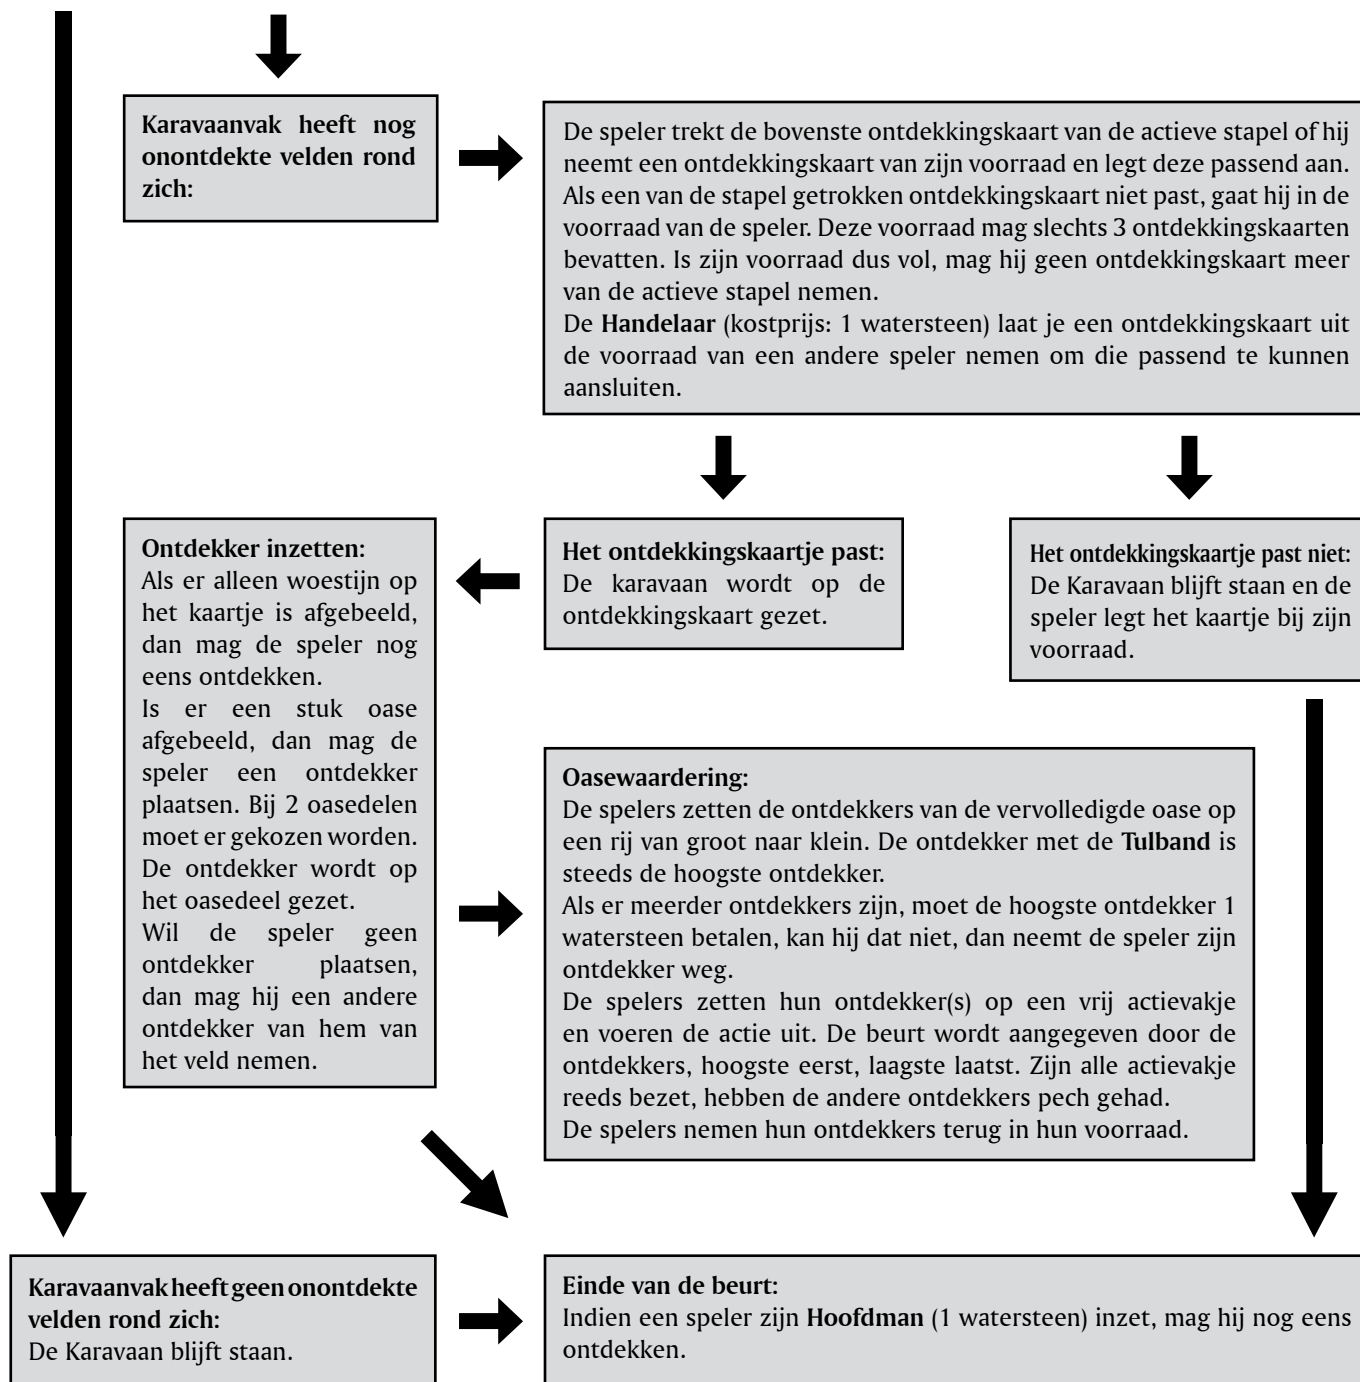 Karavaanvak heeft nog
onontdekte velden rond
zich:
De speler trekt de bovenste ontdekkingskaart van de actieve stapel of hij
neemt een ontdekkingskaart van zijn voorraad en legt deze passend aan.
Als een van de stapel getrokken ontdekkingskaart niet past, gaat hij in de
voorraad van de speler. Deze voorraad mag slechts 3 ontdekkingskaarten
bevatten. Is zijn voorraad dus vol, mag hij geen ontdekkingskaart meer
van de actieve stapel nemen.
De Handelaar (kostprijs: 1 watersteen) laat je een ontdekkingskaart uit
de voorraad van een andere speler nemen om die passend te kunnen
aansluiten.
Ontdekker inzetten:
Als er alleen woestijn op
het kaartje is afgebeeld,
dan mag de speler nog
eens ontdekken.
Is er een stuk oase
afgebeeld, dan mag de
speler een ontdekker
plaatsen. Bij 2 oasedelen
moet er gekozen worden.
De ontdekker wordt op
het oasedeel gezet.
Wil de speler geen
ontdekker plaatsen,
dan mag hij een andere
ontdekker van hem van
het veld nemen.
Het ontdekkingskaartje past:
De karavaan wordt op de
ontdekkingskaart gezet.
Het ontdekkingskaartje past niet:
De Karavaan blijft staan en de
speler legt het kaartje bij zijn
voorraad.
Oasewaardering:
De spelers zetten de ontdekkers van de vervolledigde oase op
een rij van groot naar klein. De ontdekker met de Tulband is
steeds de hoogste ontdekker.
Als er meerder ontdekkers zijn, moet de hoogste ontdekker 1
watersteen betalen, kan hij dat niet, dan neemt de speler zijn
ontdekker weg.
De spelers zetten hun ontdekker(s) op een vrij actievakje
en voeren de actie uit. De beurt wordt aangegeven door de
ontdekkers, hoogste eerst, laagste laatst. Zijn alle actievakje
reeds bezet, hebben de andere ontdekkers pech gehad.
De spelers nemen hun ontdekkers terug in hun voorraad.
Karavaanvak heeft geen onontdekte
velden rond zich:
De Karavaan blijft staan.
Einde van de beurt:
Indien een speler zijn Hoofdman (1 watersteen) inzet, mag hij nog eens
ontdekken.